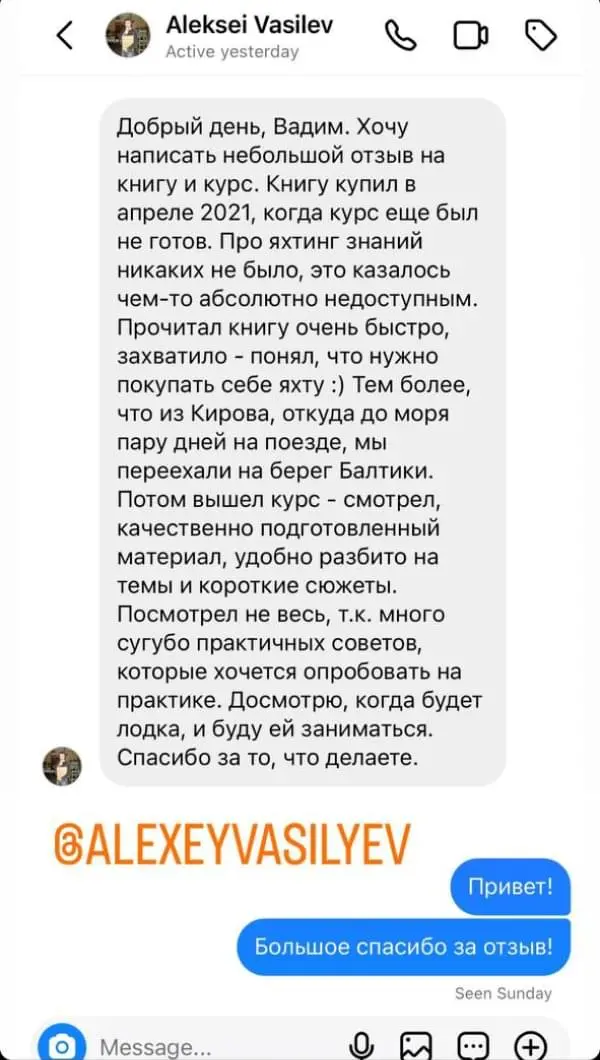 Aleksei Vasilev
Active yesterday
Добрый день, Вадим. Хочу
написать небольшой отзыв на
книгу и курс. Книгу купил в
апреле 2021, когда курс еще был
не готов. Про яхтинг знаний
никаких не было, это казалось
чем-то абсолютно недоступным.
Прочитал книгу очень быстро,
захватило - понял, что нужно
покупать себе яхту :) Тем более,
что из Кирова, откуда до моря
пару дней на поезде, мы
переехали на берег Балтики.
Потом вышел курс - смотрел,
качественно подготовленный
материал, удобно разбито на
темы и короткие сюжеты.
Посмотрел не весь, т.к. много
сугубо практичных советов,
которые хочется опробовать на
практике. Досмотрю, когда будет
лодка, и буду ей заниматься.
Спасибо за то, что делаете.
@ALEXEYVASILYEV
Привет!
Большое спасибо за отзыв!
Seen Sunday
Message...